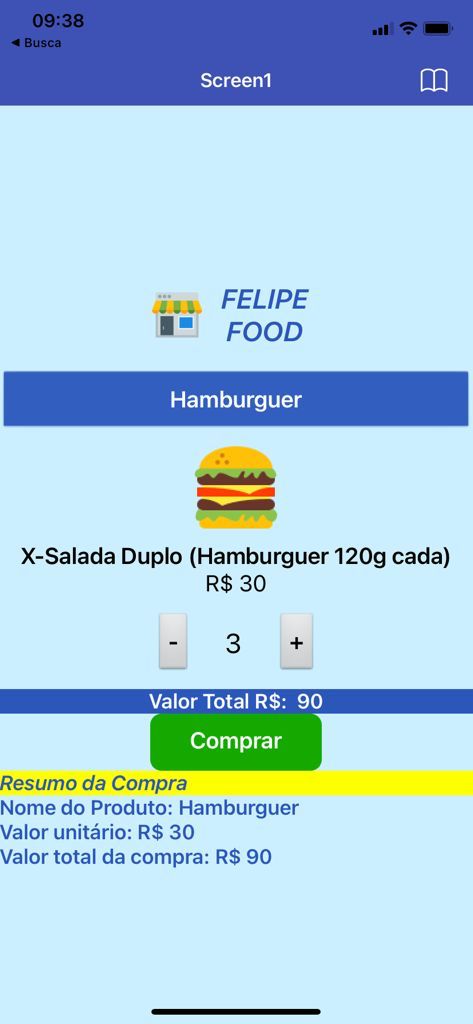 09:38
◀ Busca
Screen1
FELIPE
FOOD
Hamburguer
X-Salada Duplo (Hamburguer 120g cada)
R$ 30
- 3 +
Valor Total R$: 90
Comprar
Resumo da Compra
Nome do Produto: Hamburguer
Valor unitário: R$ 30
Valor total da compra: R$ 90